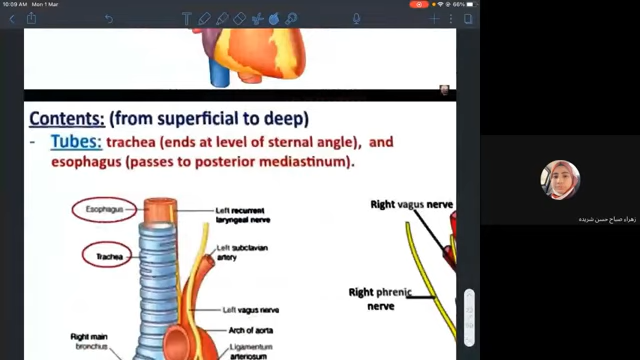 10:09 AM Mon 1 Mar
66%
Contents: (from superficial to deep)
- Tubes: trachea (ends at level of sternal angle), and
esophagus (passes to posterior mediastinum).
Esophagus
Left recurrent
laryngeal nerve
Trachea
Left subclavian
artery
Left vagus nerve
Arch of aorta
Right main
bronchus
Ligamentum
arteriosum
Right vagus nerve
Right phrenic
nerve
زهراء صباح حسن شريده